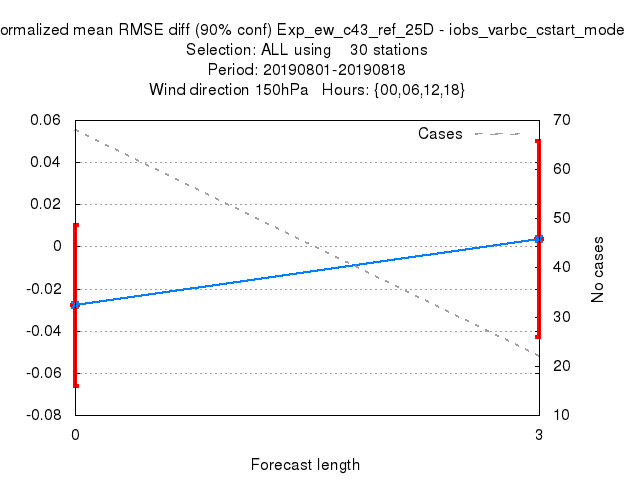 ormalized mean RMSE diff (90% conf) Exp_ew_c43_ref_25D - iobs_varbc_cstart_mode
Selection: ALL using 30 stations
Period: 20190801-20190818
Wind direction 150hPa Hours: {00,06,12,18}
Cases
0.06
0.04
0.02
0
-0.02
-0.04
-0.06
-0.08
70
60
50
40
30
20
10
No cases
0
3
Forecast length